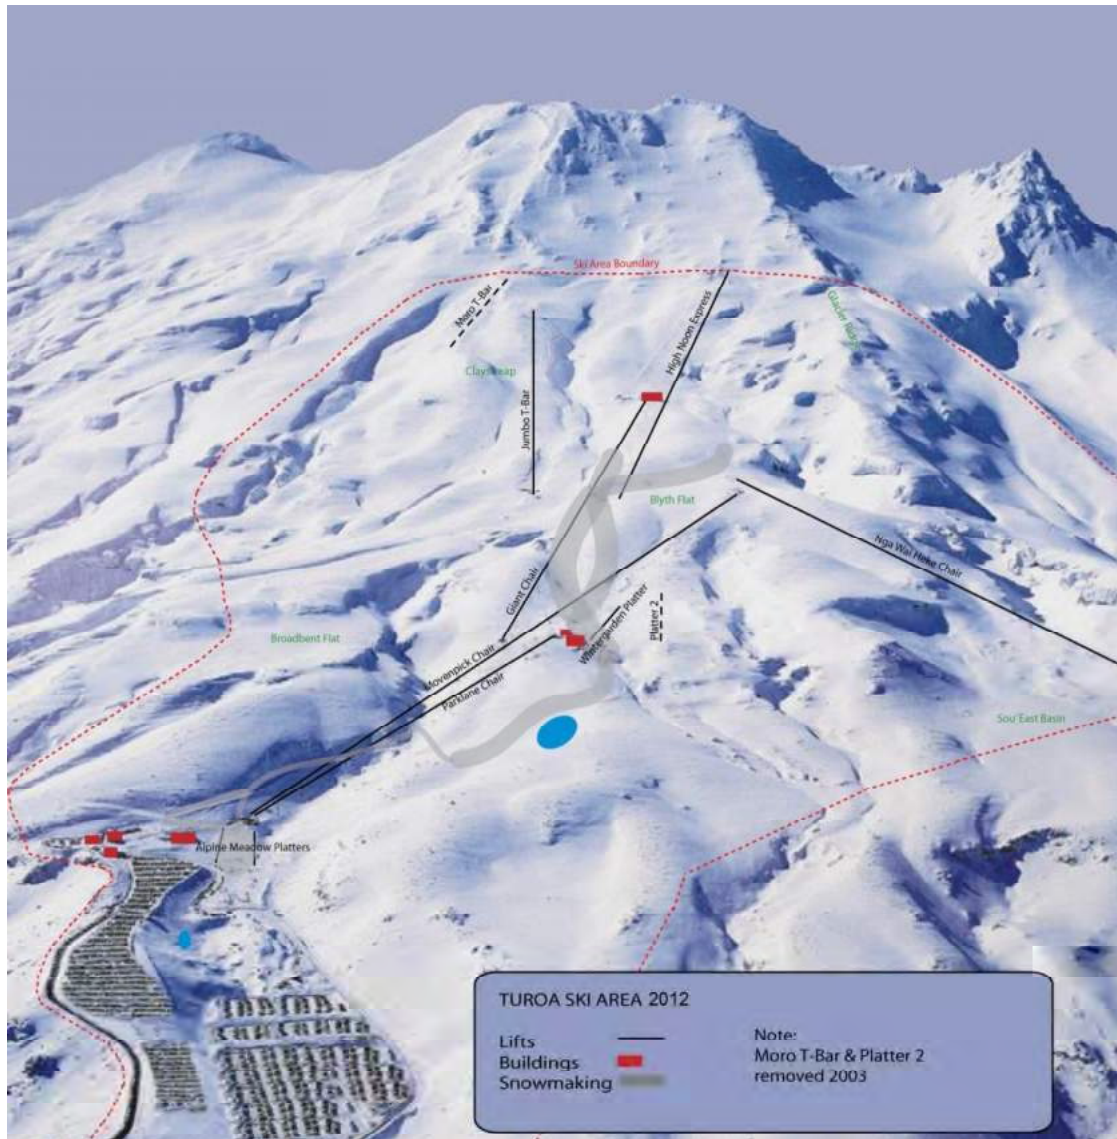 Ski Area Boundary
Moro T-Bar
High Noon Express
Glacier Ridge
Jumbo T-Bar
Blyth Flat
Nga Wai Heke Chair
Giant Chair
Wintergarden Platter
Platter 2
Broadbent Flat
Movenpick Chair
Parklane Chair
Sou'East Basin
Alpine Meadow Platters
TUROA SKI AREA 2012
Lifts
Buildings
Snowmaking
Note:
Moro T-Bar & Platter 2
removed 2003